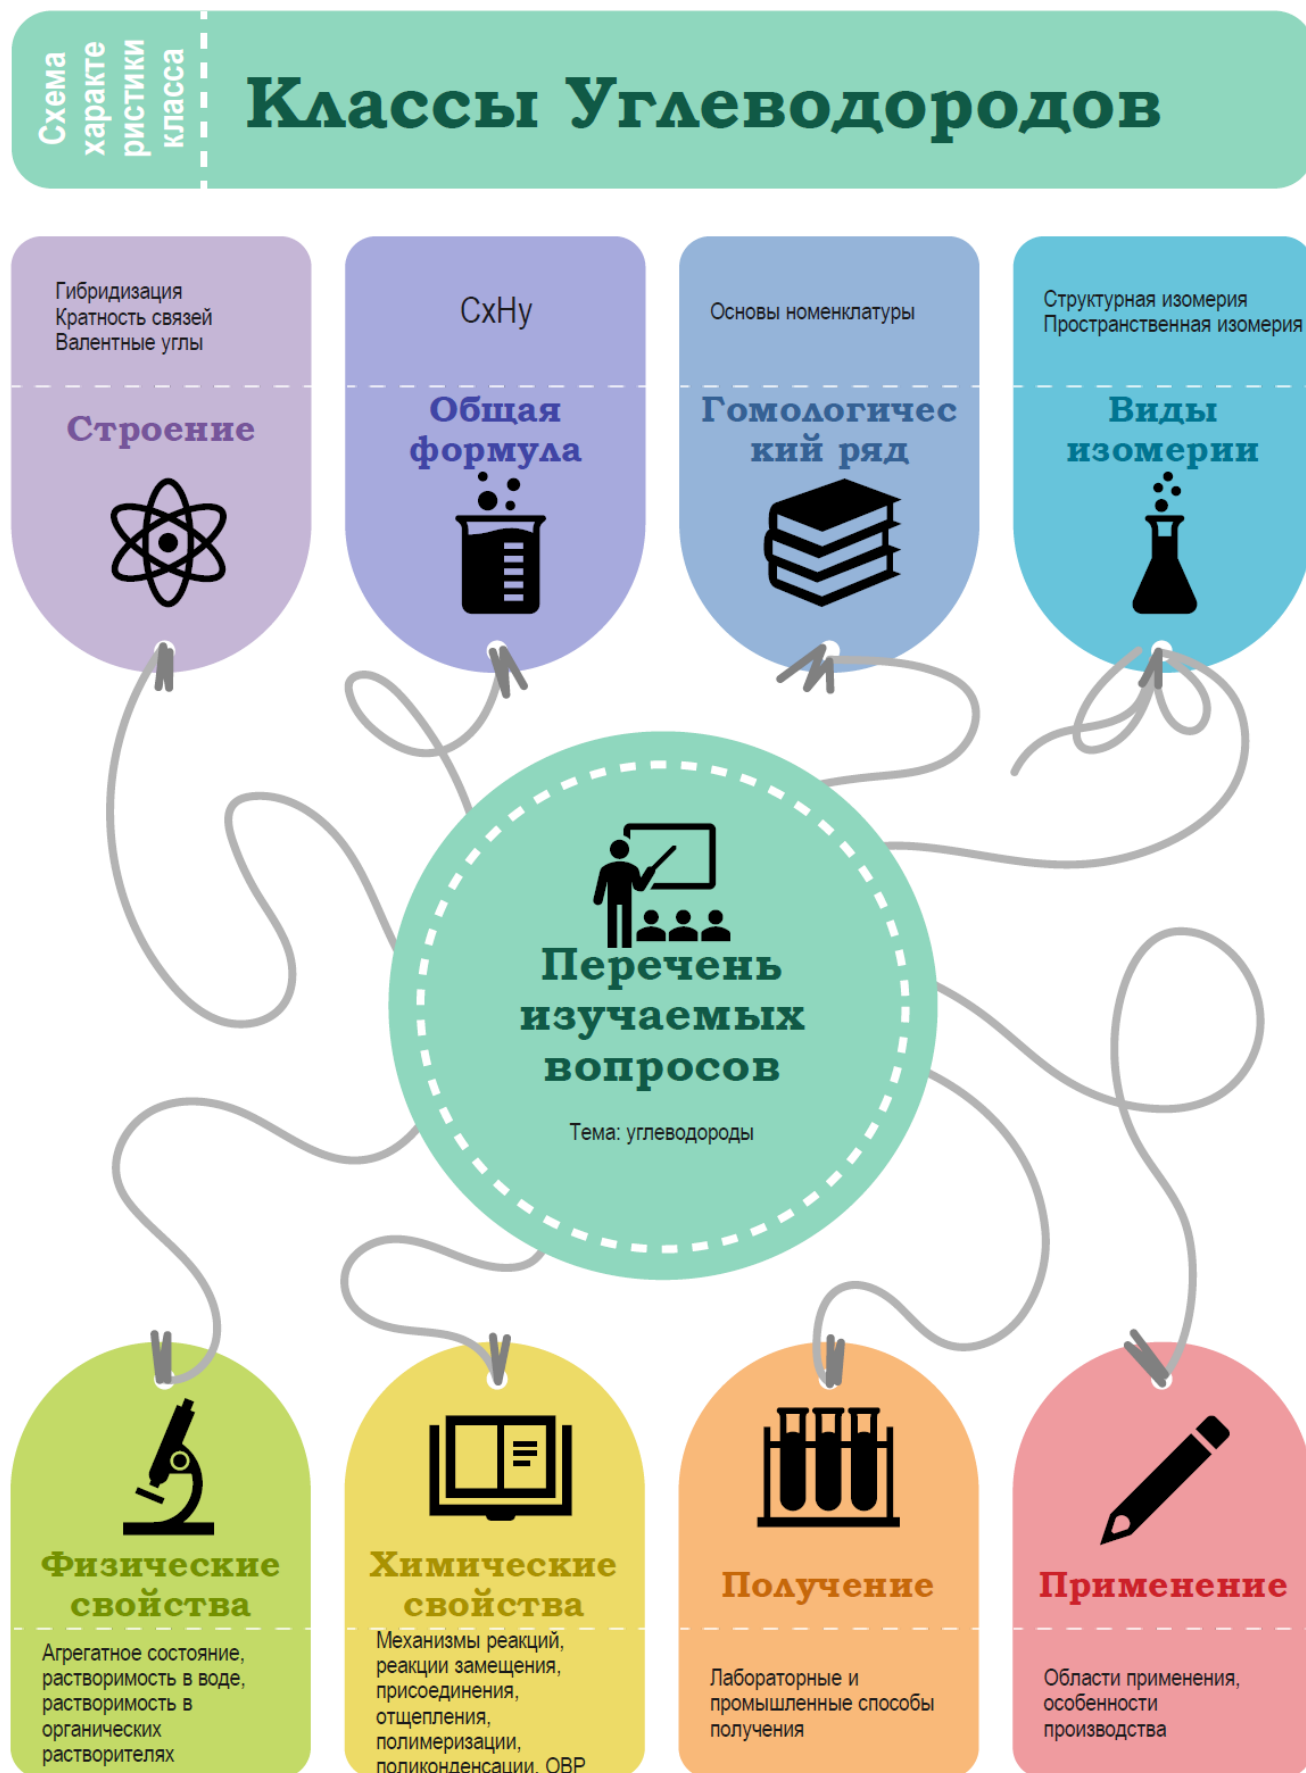 Схема
характе
ристики
класса
Классы Углеводородов
Гибридизация
Кратность связей
Валентные углы
Строение
CxHy
Общая
формула
Основы номенклатуры
Гомологичес
кий ряд
Структурная изомерия
Пространственная изомерия
Виды
изомерии
Перечень
изучаемых
вопросов
Тема: углеводороды
Физические
свойства
Агрегатное состояние,
растворимость в воде,
растворимость в
органических
растворителях
Химические
свойства
Механизмы реакций,
реакции замещения,
присоединения,
отщепления,
полимеризации,
поликонденсации, ОВР
Получение
Лабораторные и
промышленные способы
получения
Применение
Области применения,
особенности
производства